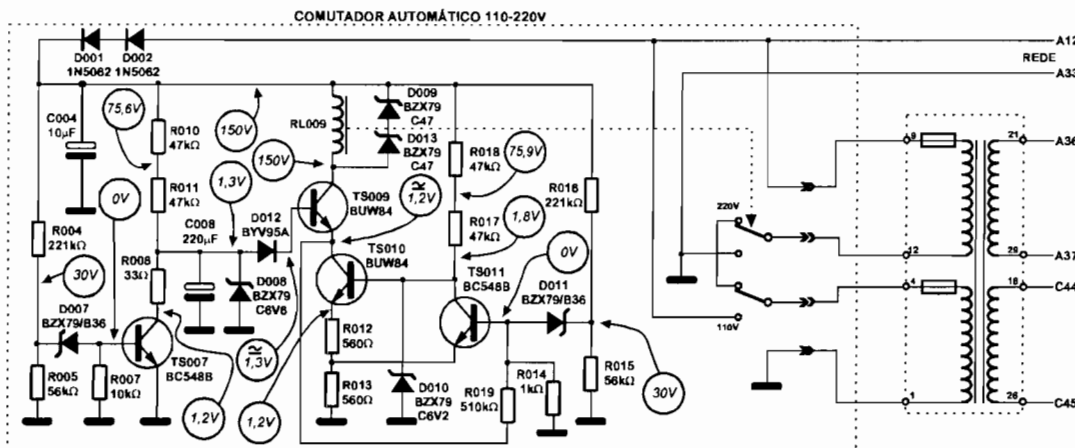 COMUTADOR AUTOMÁTICO 110-220V
D001
1N5062
D002
1N5062
A12
REDE
A33
C004
10µF
75,6V
R010
47kΩ
150V
RL009
D009
BZX79
C47
D013
BZX79
C47
R018
47kΩ
75,9V
R016
221kΩ
9
21
A36
0V
R011
47kΩ
1,3V
150V
TS009
BUW84
1,2V
R017
47kΩ
1,8V
220V
R004
221kΩ
C008
220µF
D012
BYV95A
TS010
BUW84
0V
12
29
A37
30V
R008
33Ω
D008
BZX79
C6V8
TS011
BC548B
D011
BZX79/B36
4
18
C44
D007
BZX79/B36
R012
560Ω
110V
TS007
BC548B
1,3V
R005
56kΩ
R007
10kΩ
1,2V
1,2V
R013
560Ω
D010
BZX79
C6V2
R019
510kΩ
R014
1kΩ
R015
56kΩ
30V
1
26
C45